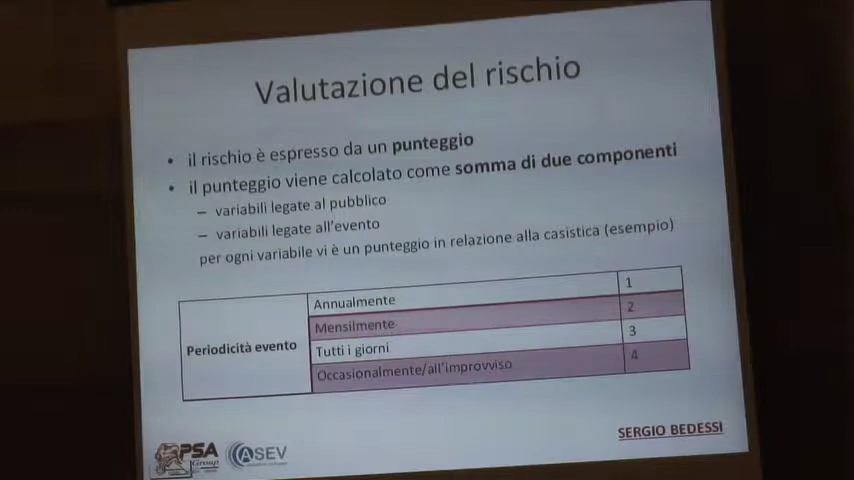 Valutazione del rischio
• il rischio è espresso da un punteggio
• il punteggio viene calcolato come somma di due componenti
– variabili legate al pubblico
– variabili legate all'evento
per ogni variabile vi è un punteggio in relazione alla casistica (esempio)
Periodicità evento
Annualmente 1
Mensilmente 2
Tutti i giorni 3
Occasionalmente/all'improvviso 4
SERGIO BEDESSI
PSA
Group
ASEV